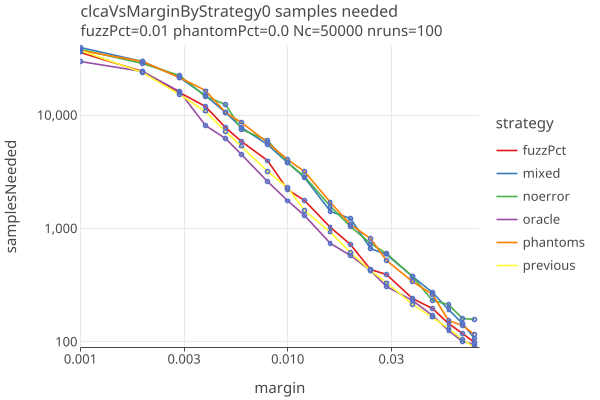 clcaVsMarginByStrategy0 samples needed
fuzzPct=0.01 phantomPct=0.0 Nc=50000 nruns=100
strategy
fuzzPct
mixed
noerror
oracle
phantoms
previous
samplesNeeded
10,000
1,000
100
0.001
0.003
0.010
0.03
margin